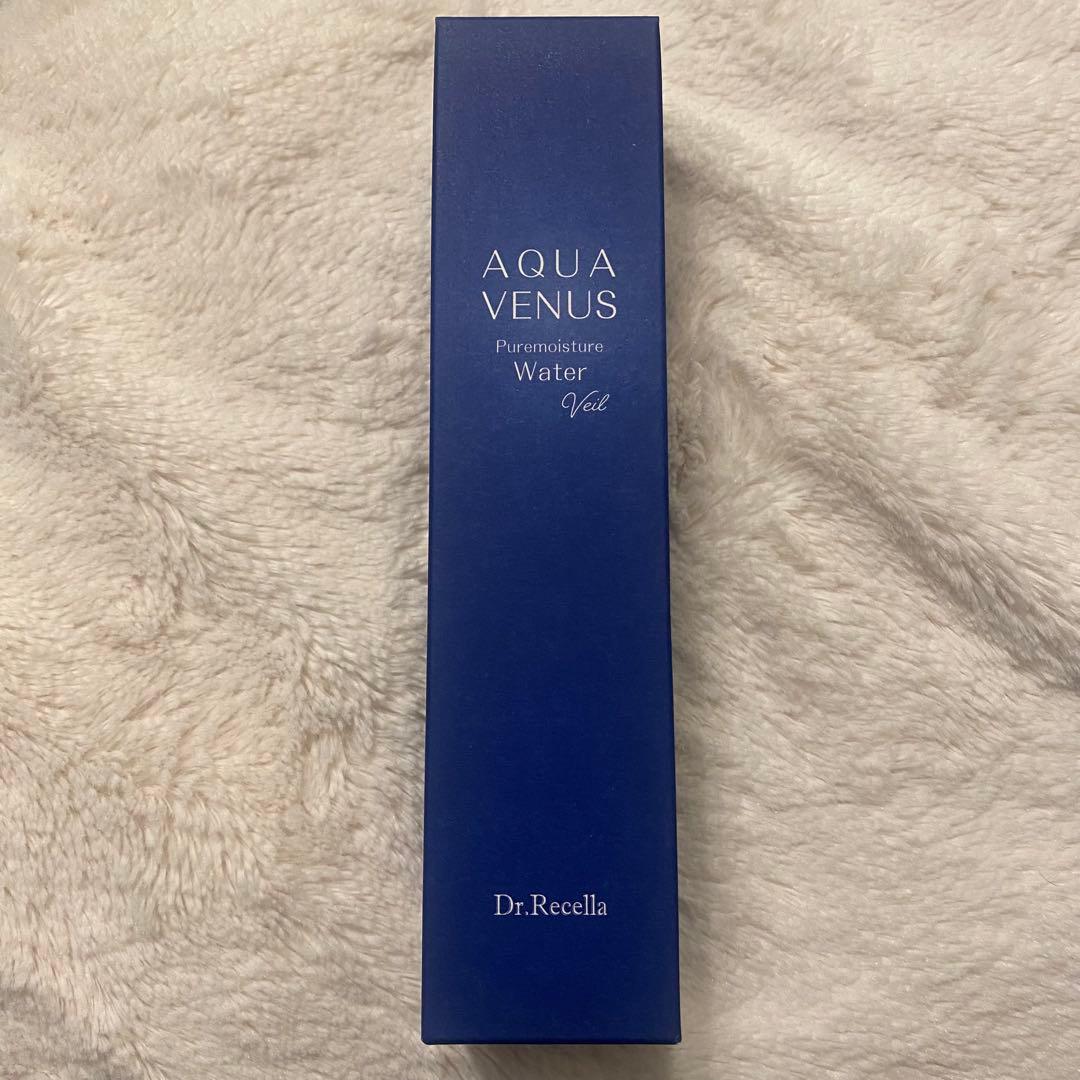 AQUA
VENUS
Puremoisture
Water
Veil
Dr.Recella